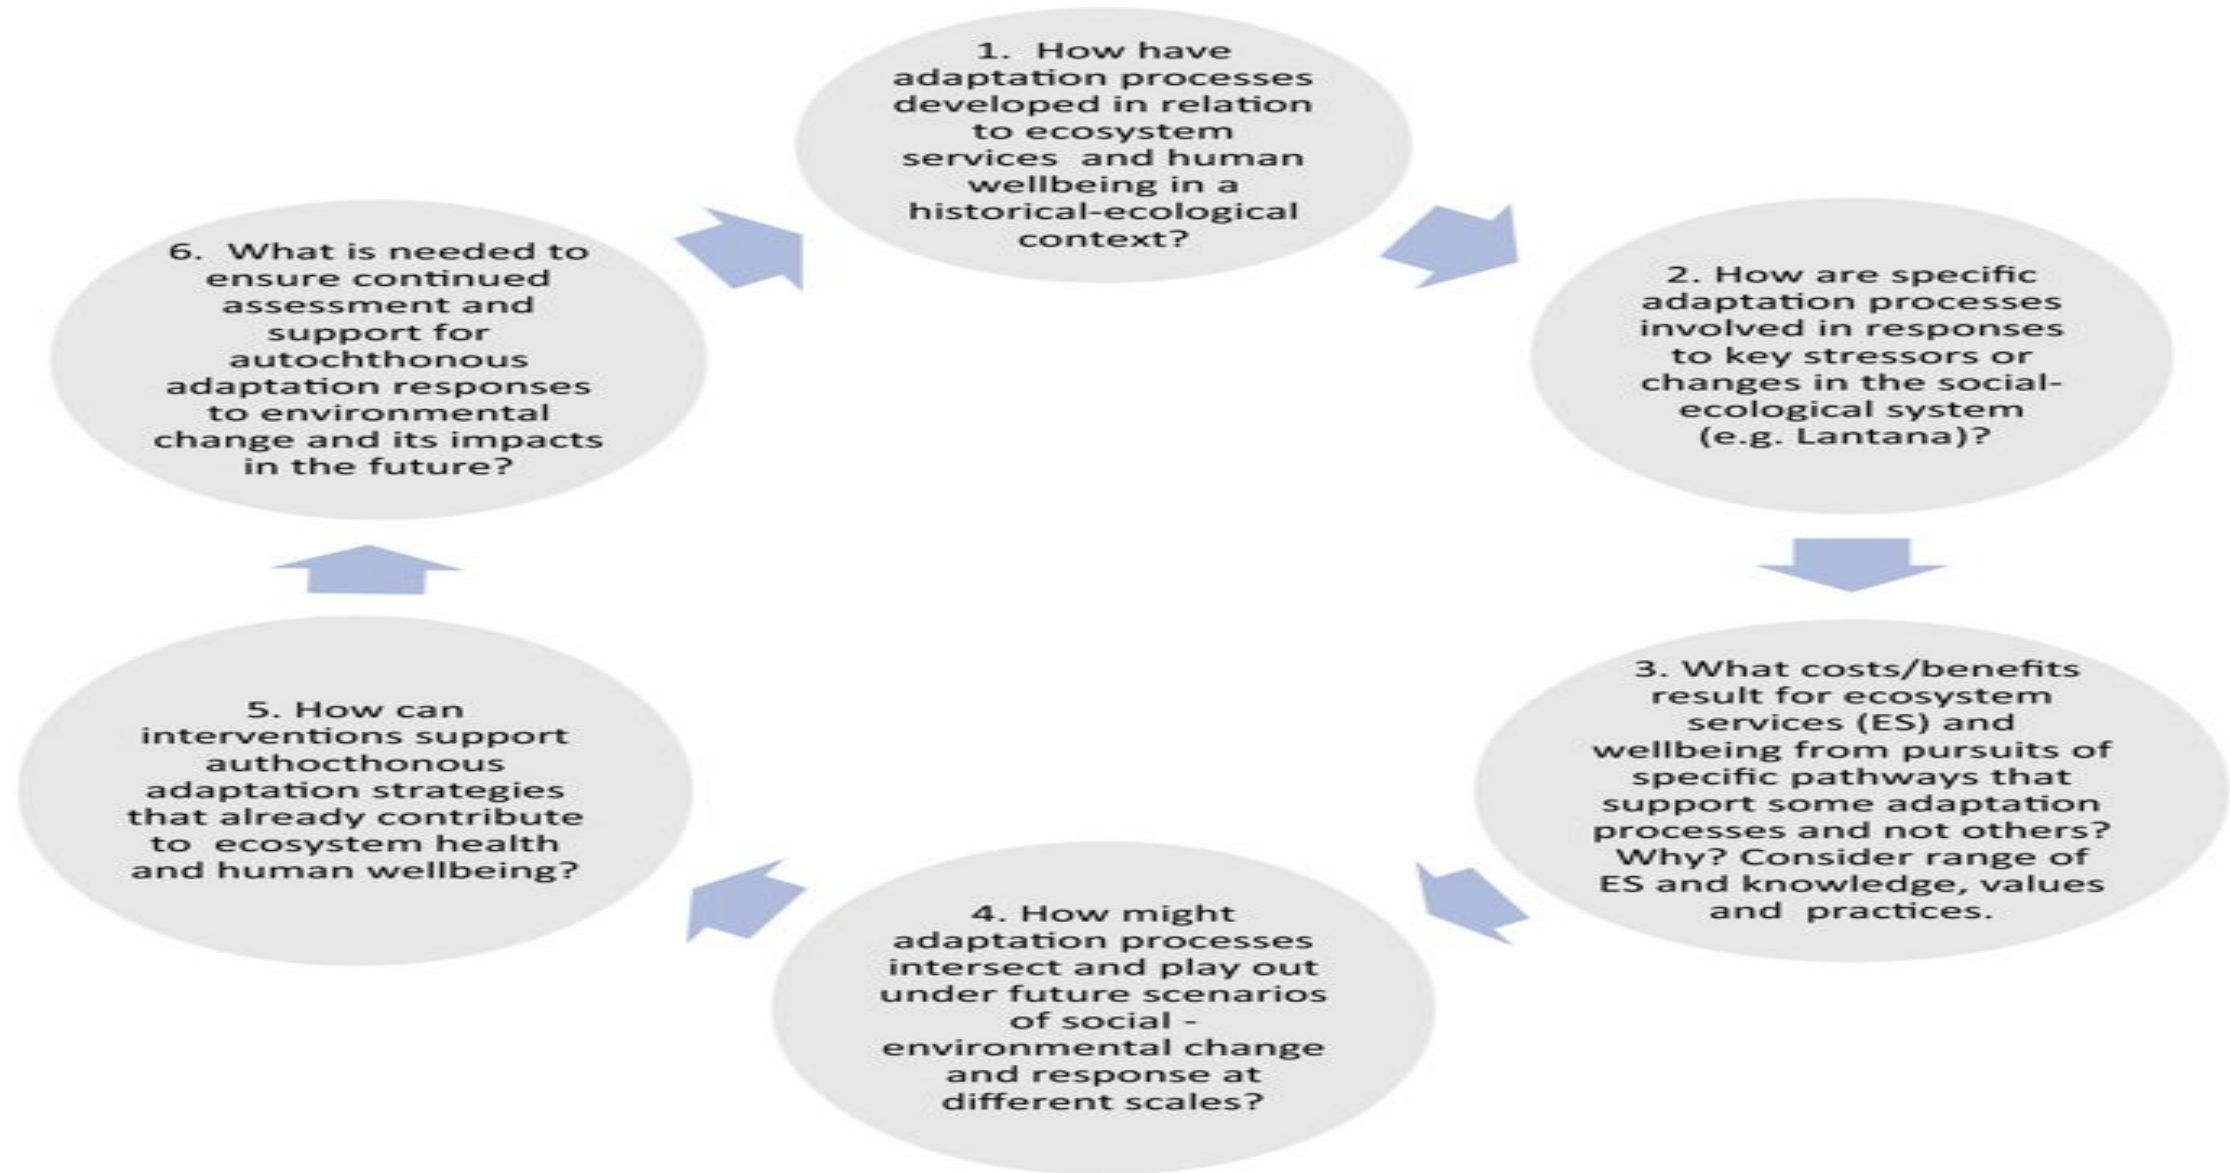 1. How have
adaptation processes
developed in relation
to ecosystem
services and human
wellbeing in a
historical-ecological
context?
2. How are specific
adaptation processes
involved in responses
to key stressors or
changes in the social-
ecological system
(e.g. Lantana)?
3. What costs/benefits
result for ecosystem
services (ES) and
wellbeing from pursuits of
specific pathways that
support some adaptation
processes and not others?
Why? Consider range of
ES and knowledge, values
and practices.
4. How might
adaptation processes
intersect and play out
under future scenarios
of social -
environmental change
and response at
different scales?
5. How can
interventions support
authocthonous
adaptation strategies
that already contribute
to ecosystem health
and human wellbeing?
6. What is needed to
ensure continued
assessment and
support for
autochthonous
adaptation responses
to environmental
change and its impacts
in the future?